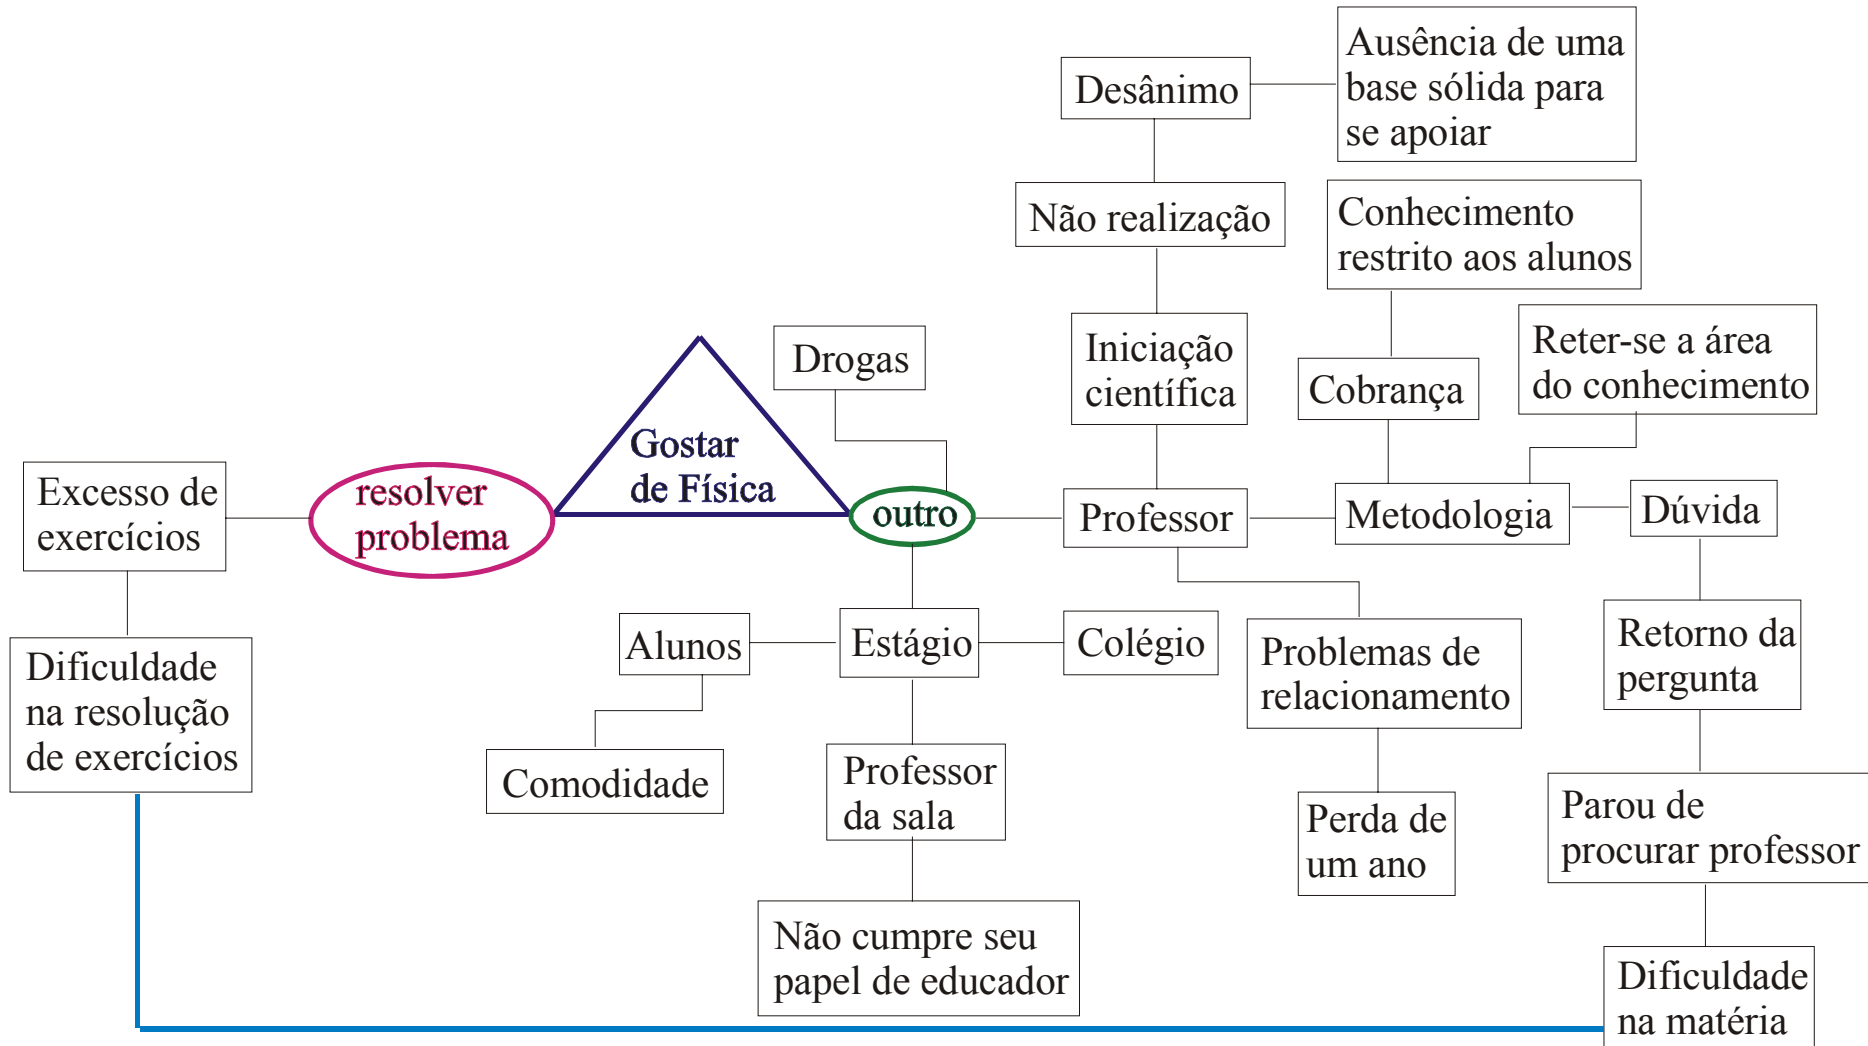 Ausência de uma
base sólida para
se apoiar
Desânimo
Não realização
Conhecimento
restrito aos alunos
Iniciação
científica
Drogas
Cobrança
Reter-se a área
do conhecimento
Gostar
de Física
Excesso de
exercícios
resolver
problema
outro
Professor
Metodologia
Dúvida
Alunos
Estágio
Colégio
Problemas de
relacionamento
Retorno da
pergunta
Dificuldade
na resolução
de exercícios
Comodidade
Professor
da sala
Perda de
um ano
Parou de
procurar professor
Não cumpre seu
papel de educador
Dificuldade
na matéria